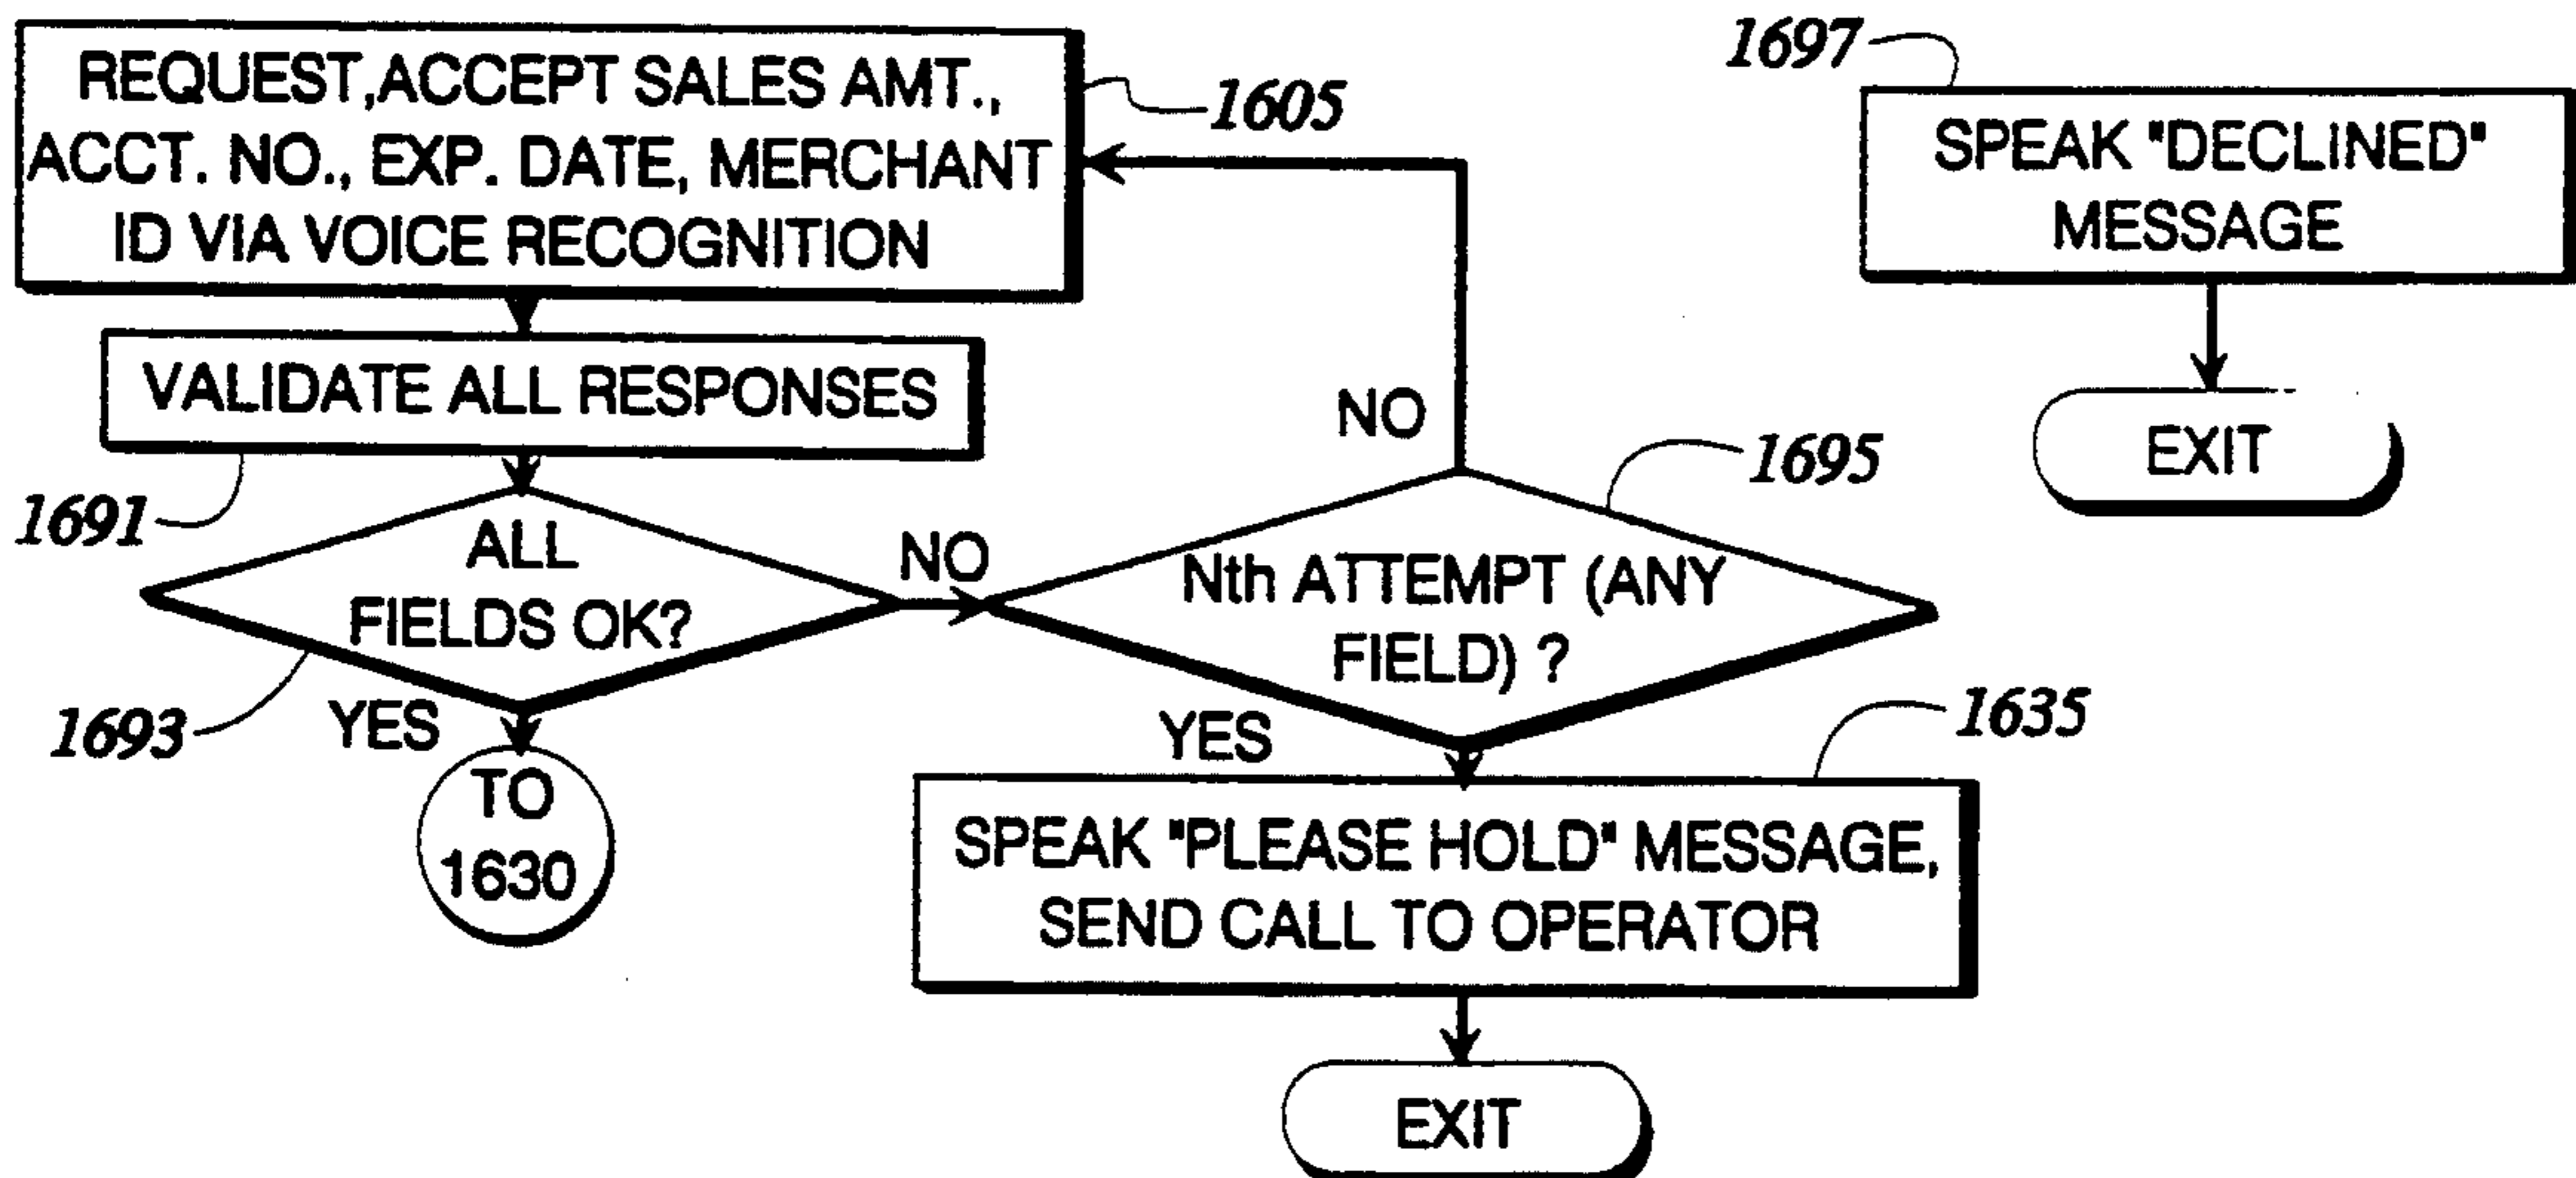 REQUEST,ACCEPT SALES AMT.,
ACCT. NO., EXP. DATE, MERCHANT
ID VIA VOICE RECOGNITION
1605
VALIDATE ALL RESPONSES
1691
ALL
FIELDS OK?
1693
NO
YES
TO
1630
NO
Nth ATTEMPT (ANY
FIELD) ?
1695
YES
1635
SPEAK "PLEASE HOLD" MESSAGE,
SEND CALL TO OPERATOR
EXIT
1697
SPEAK "DECLINED"
MESSAGE
EXIT